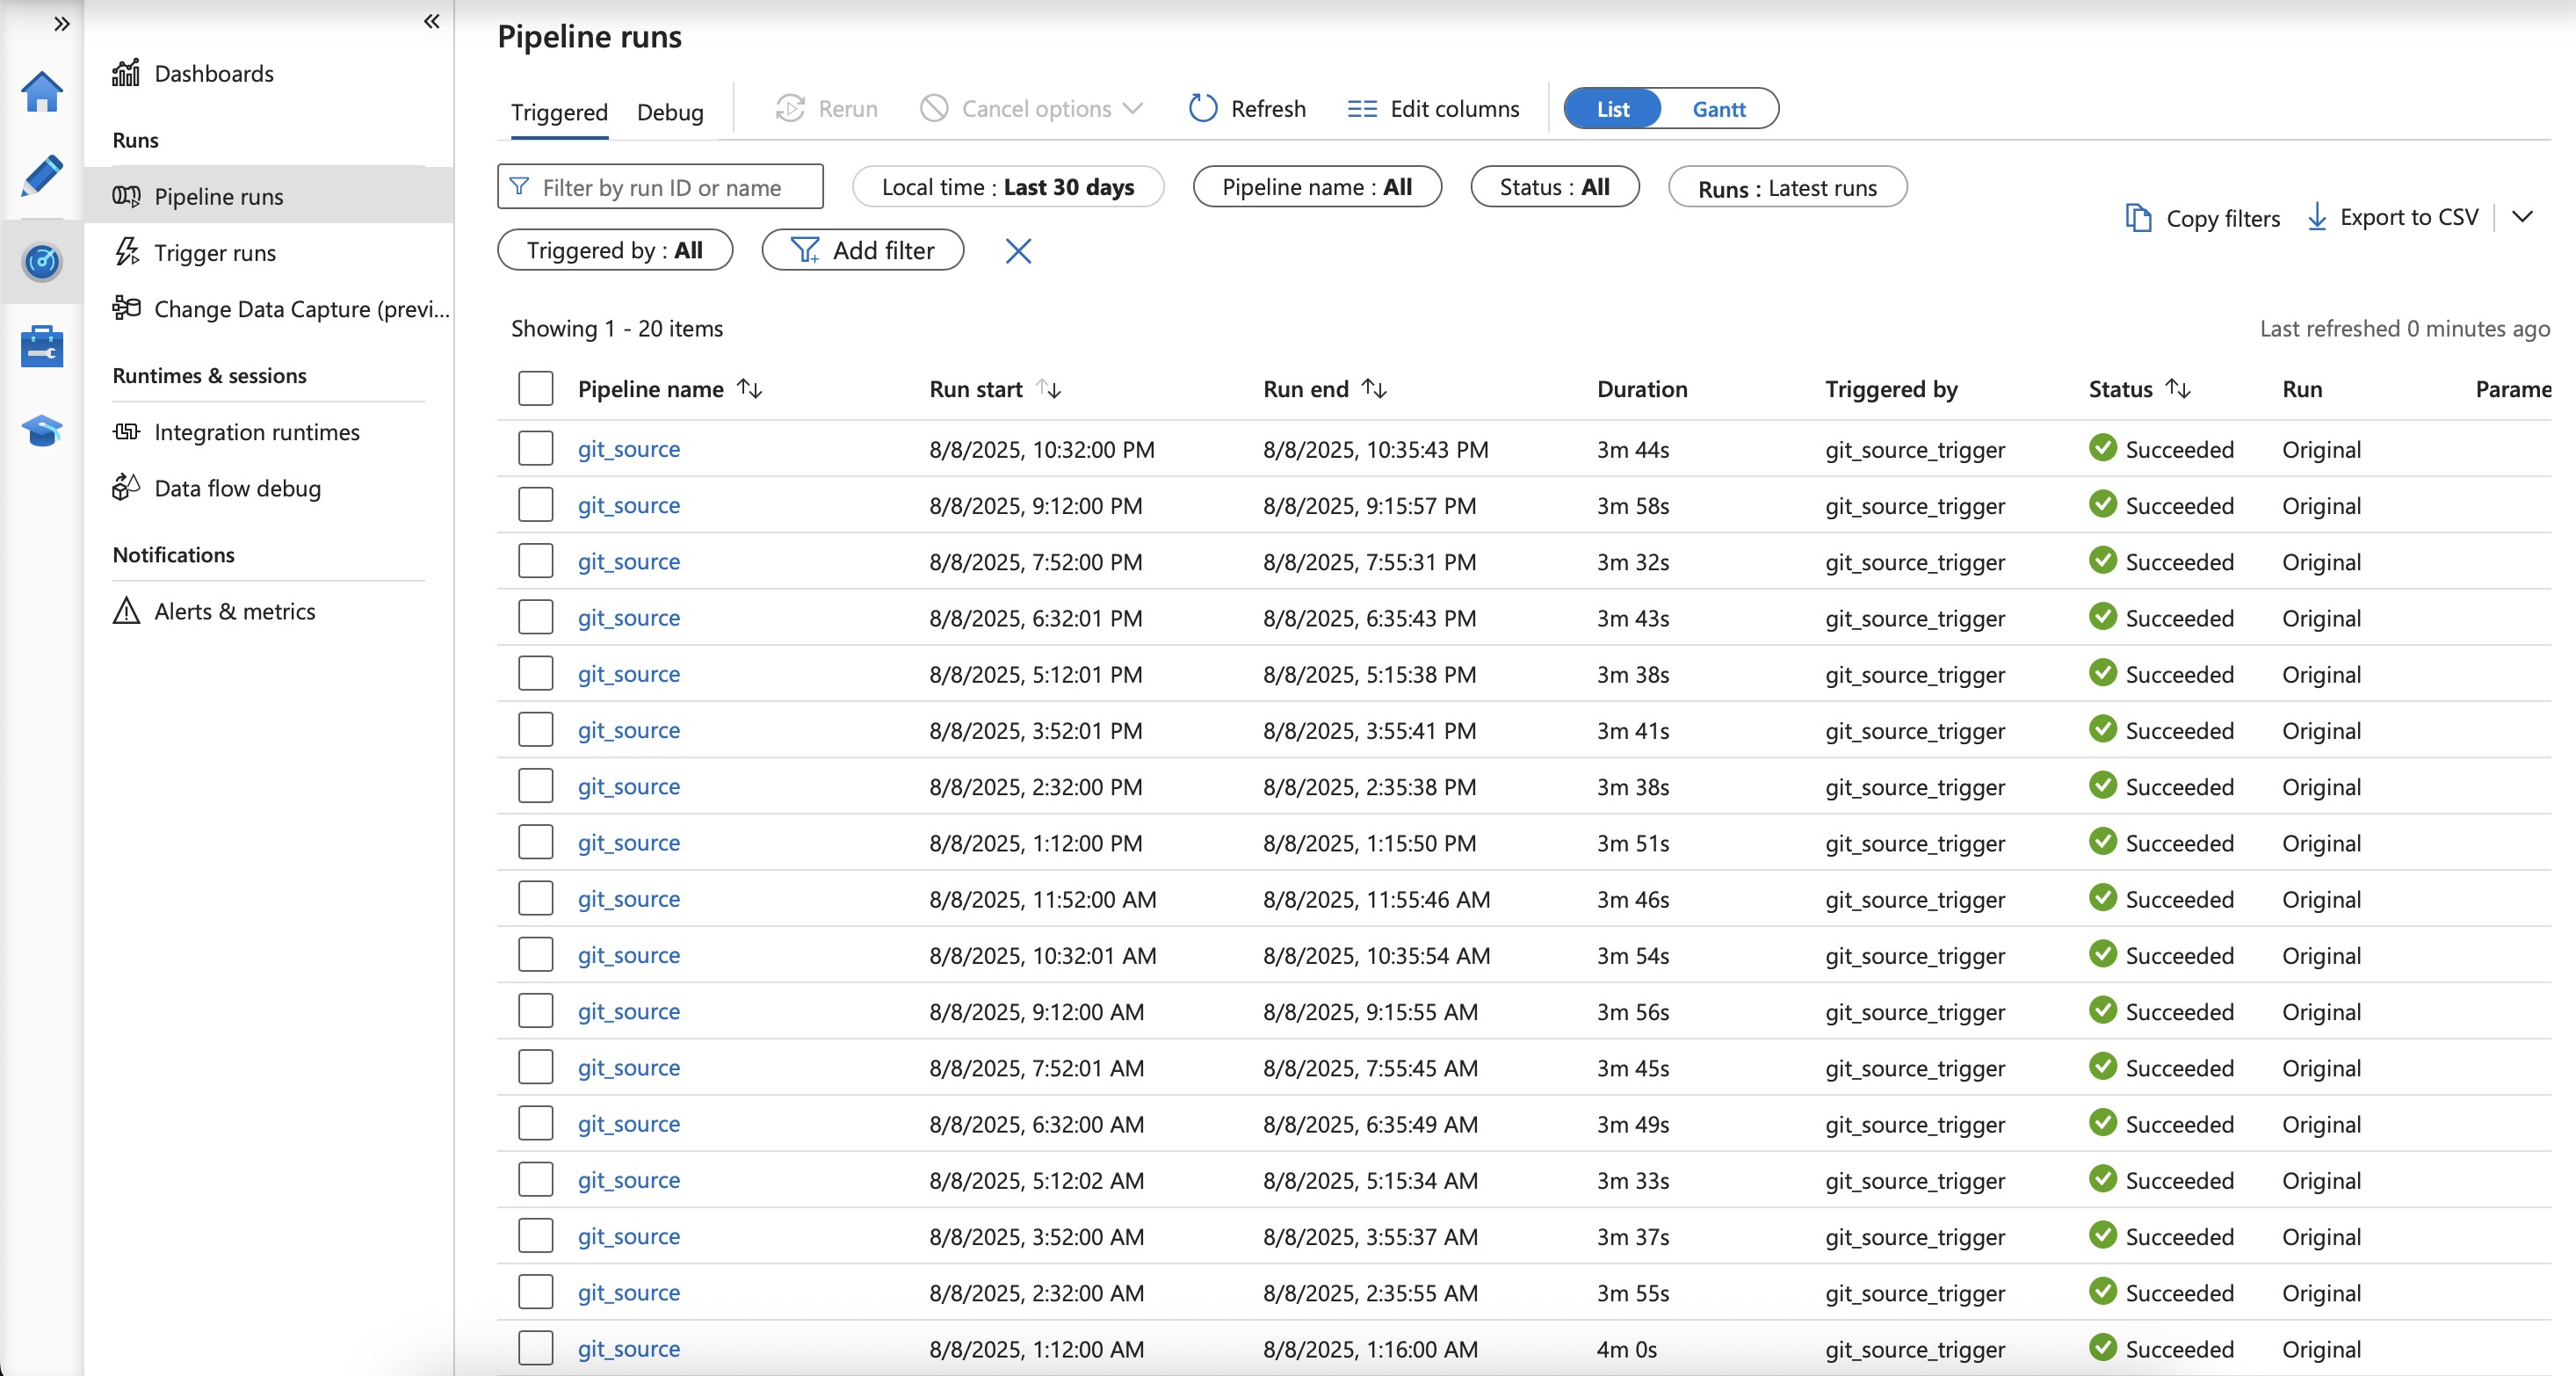 Dashboards
Runs
Pipeline runs
Trigger runs
Change Data Capture (previ...
Runtimes & sessions
Integration runtimes
Data flow debug
Notifications
Alerts & metrics
Pipeline runs
Triggered Debug Rerun Cancel options Refresh Edit columns List Gantt
Filter by run ID or name Local time : Last 30 days Pipeline name : All Status : All Runs : Latest runs
Triggered by : All Add filter
Copy filters Export to CSV
Showing 1 - 20 items Last refreshed 0 minutes ago
Pipeline name Run start Run end Duration Triggered by Status Run Parame
git_source 8/8/2025, 10:32:00 PM 8/8/2025, 10:35:43 PM 3m 44s git_source_trigger Succeeded Original
git_source 8/8/2025, 9:12:00 PM 8/8/2025, 9:15:57 PM 3m 58s git_source_trigger Succeeded Original
git_source 8/8/2025, 7:52:00 PM 8/8/2025, 7:55:31 PM 3m 32s git_source_trigger Succeeded Original
git_source 8/8/2025, 6:32:01 PM 8/8/2025, 6:35:43 PM 3m 43s git_source_trigger Succeeded Original
git_source 8/8/2025, 5:12:01 PM 8/8/2025, 5:15:38 PM 3m 38s git_source_trigger Succeeded Original
git_source 8/8/2025, 3:52:01 PM 8/8/2025, 3:55:41 PM 3m 41s git_source_trigger Succeeded Original
git_source 8/8/2025, 2:32:00 PM 8/8/2025, 2:35:38 PM 3m 38s git_source_trigger Succeeded Original
git_source 8/8/2025, 1:12:00 PM 8/8/2025, 1:15:50 PM 3m 51s git_source_trigger Succeeded Original
git_source 8/8/2025, 11:52:00 AM 8/8/2025, 11:55:46 AM 3m 46s git_source_trigger Succeeded Original
git_source 8/8/2025, 10:32:01 AM 8/8/2025, 10:35:54 AM 3m 54s git_source_trigger Succeeded Original
git_source 8/8/2025, 9:12:00 AM 8/8/2025, 9:15:55 AM 3m 56s git_source_trigger Succeeded Original
git_source 8/8/2025, 7:52:01 AM 8/8/2025, 7:55:45 AM 3m 45s git_source_trigger Succeeded Original
git_source 8/8/2025, 6:32:00 AM 8/8/2025, 6:35:49 AM 3m 49s git_source_trigger Succeeded Original
git_source 8/8/2025, 5:12:02 AM 8/8/2025, 5:15:34 AM 3m 33s git_source_trigger Succeeded Original
git_source 8/8/2025, 3:52:00 AM 8/8/2025, 3:55:37 AM 3m 37s git_source_trigger Succeeded Original
git_source 8/8/2025, 2:32:00 AM 8/8/2025, 2:35:55 AM 3m 55s git_source_trigger Succeeded Original
git_source 8/8/2025, 1:12:00 AM 8/8/2025, 1:16:00 AM 4m 0s git_source_trigger Succeeded Original